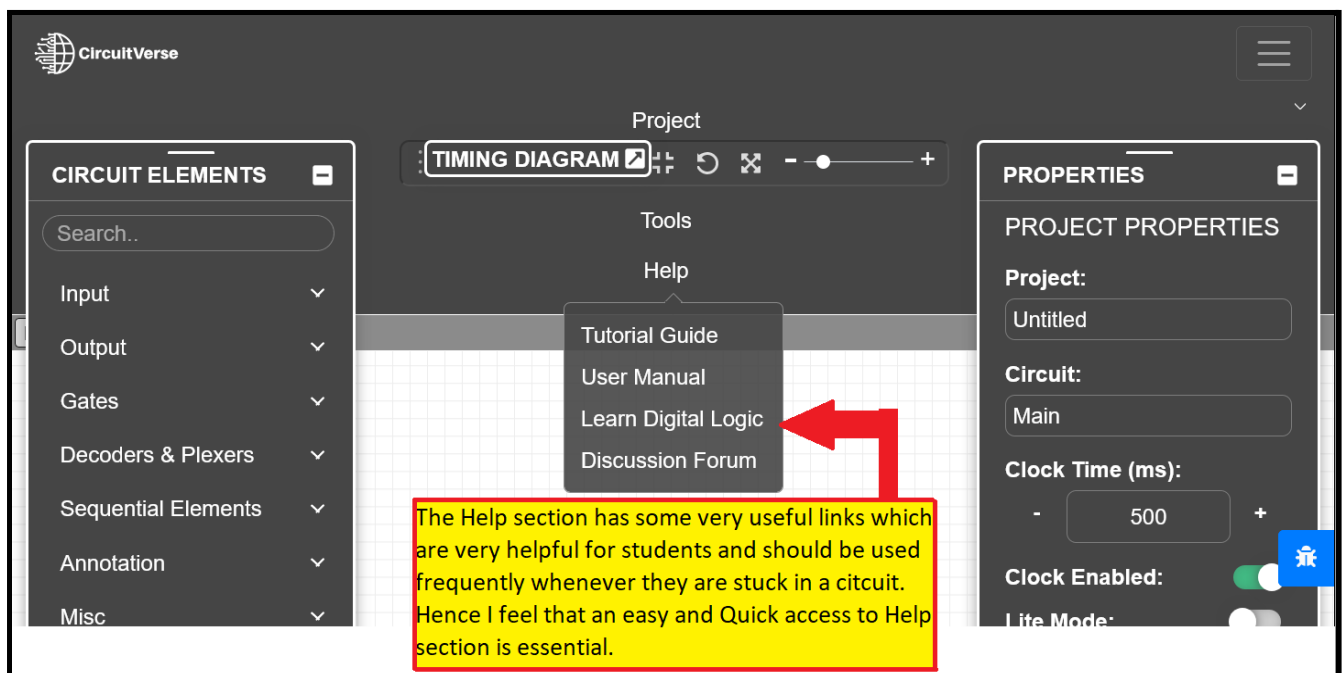 CircuitVerse
Project
TIMING DIAGRAM
- +
CIRCUIT ELEMENTS
Search..
Input
Output
Gates
Decoders & Plexers
Sequential Elements
Annotation
Misc
Tools
Help
Tutorial Guide
User Manual
Learn Digital Logic
Discussion Forum
The Help section has some very useful links which
are very helpful for students and should be used
frequently whenever they are stuck in a citcuit.
Hence I feel that an easy and Quick access to Help
section is essential.
PROPERTIES
PROJECT PROPERTIES
Project:
Untitled
Circuit:
Main
Clock Time (ms):
- 500 +
Clock Enabled:
Lite Mode: